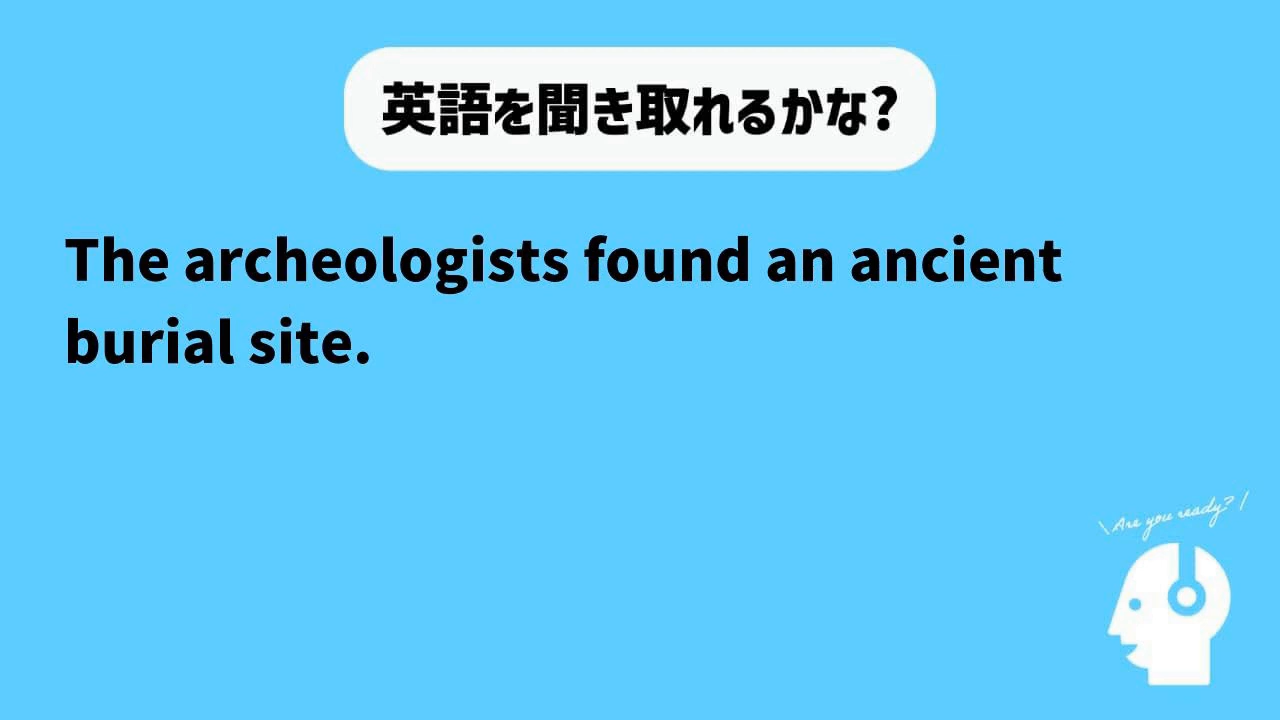 英語を聞き取れるかな?
The archeologists found an ancient
burial site.
\ Are you ready? /